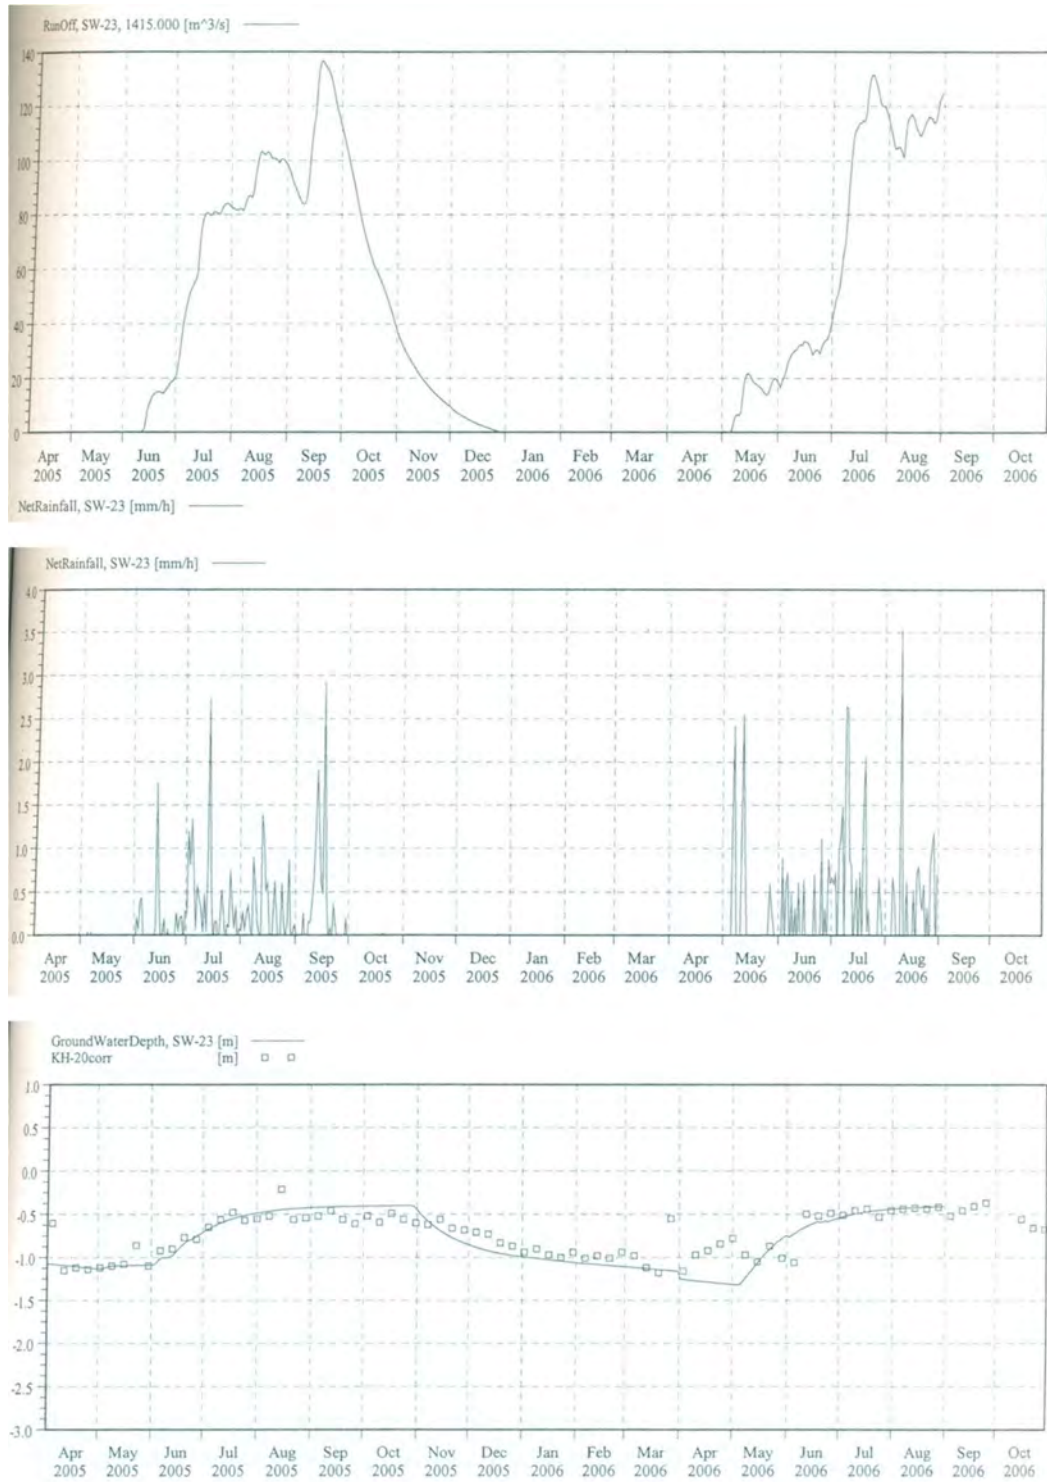 RunOff, SW-23, 1415.000 [m^3/s]
140
120
100
80
60
40
20
0
Apr May Jun Jul Aug Sep Oct Nov Dec Jan Feb Mar Apr May Jun Jul Aug Sep Oct
2005 2005 2005 2005 2005 2005 2005 2005 2005 2006 2006 2006 2006 2006 2006 2006 2006 2006 2006
NetRainfall, SW-23 [mm/h]
NetRainfall, SW-23 [mm/h]
4.0
3.5
3.0
2.5
2.0
1.5
1.0
0.5
0.0
Apr May Jun Jul Aug Sep Oct Nov Dec Jan Feb Mar Apr May Jun Jul Aug Sep Oct
2005 2005 2005 2005 2005 2005 2005 2005 2005 2006 2006 2006 2006 2006 2006 2006 2006 2006 2006
GroundWaterDepth, SW-23 [m]
KH-20corr [m]
1.0
0.5
0.0
-0.5
-1.0
-1.5
-2.0
-2.5
-3.0
Apr May Jun Jul Aug Sep Oct Nov Dec Jan Feb Mar Apr May Jun Jul Aug Sep Oct
2005 2005 2005 2005 2005 2005 2005 2005 2005 2006 2006 2006 2006 2006 2006 2006 2006 2006 2006